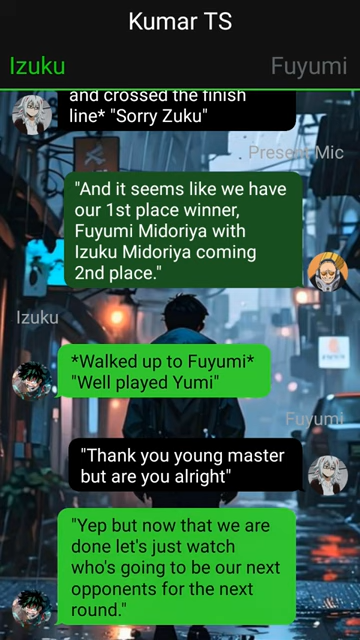 Kumar TS
Izuku
Fuyumi
and crossed the finish
line* "Sorry Zuku"
Present Mic
"And it seems like we have
our 1st place winner,
Fuyumi Midoriya with
Izuku Midoriya coming
2nd place."
Izuku
*Walked up to Fuyumi*
"Well played Yumi"
Fuyumi
"Thank you young master
but are you alright"
"Yep but now that we are
done let's just watch
who's going to be our next
opponents for the next
round."